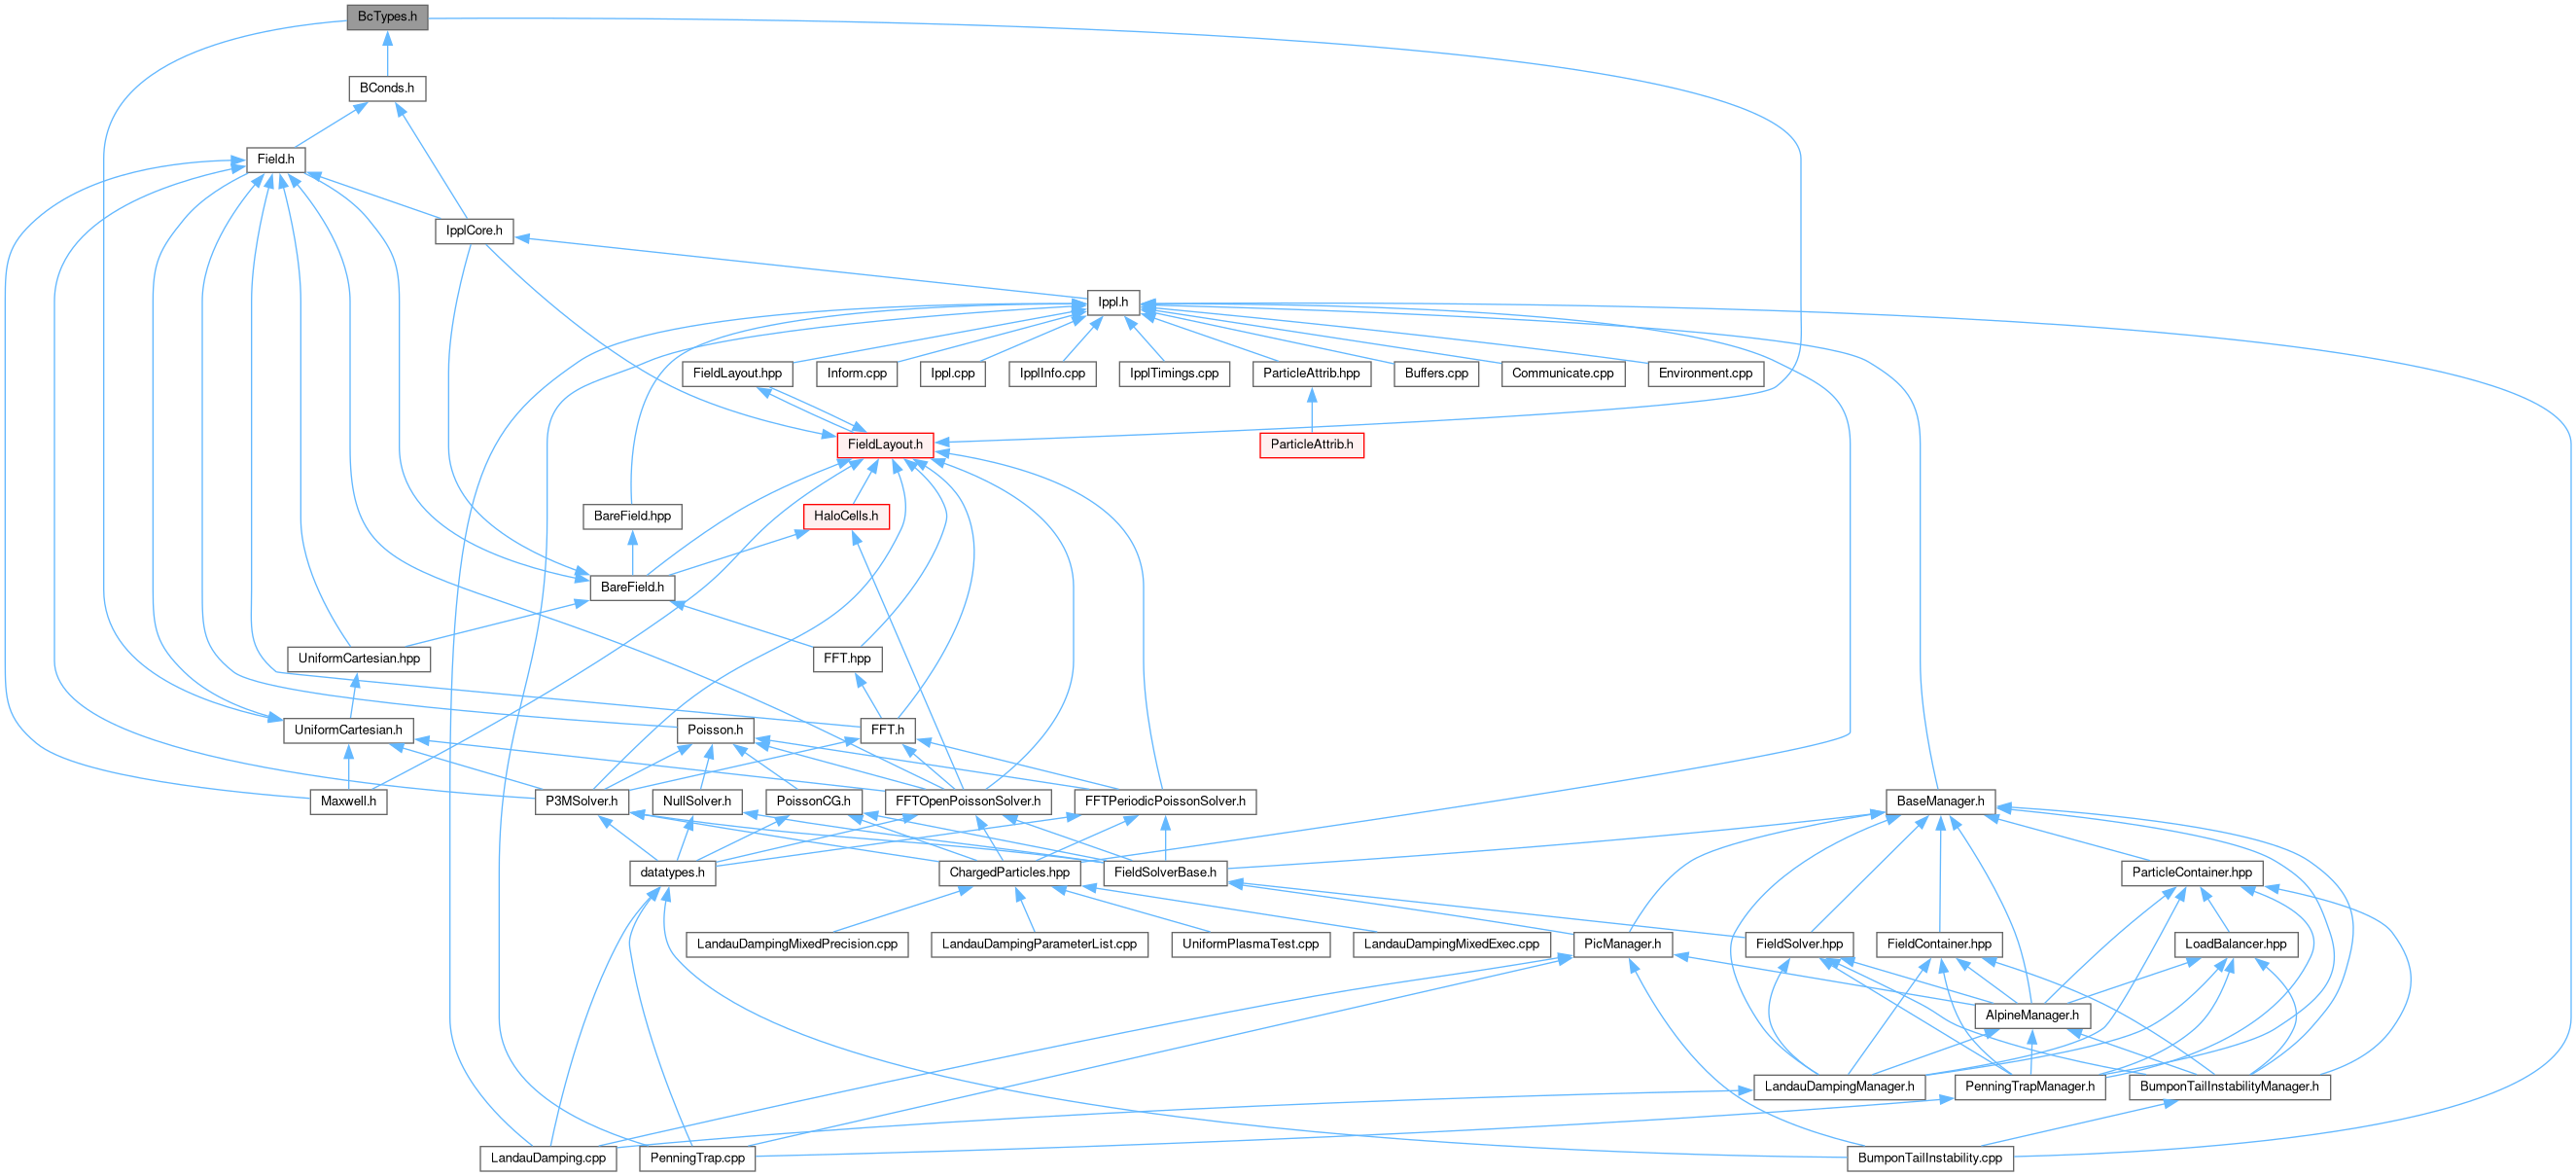 BcTypes.h
BConds.h
Field.h
IpplCore.h
Ippl.h
FieldLayout.hpp
Inform.cpp
Ippl.cpp
IpplInfo.cpp
IpplTimings.cpp
ParticleAttrib.hpp
Buffers.cpp
Communicate.cpp
Environment.cpp
FieldLayout.h
ParticleAttrib.h
BareField.hpp
HaloCells.h
BareField.h
UniformCartesian.hpp
FFT.hpp
UniformCartesian.h
Poisson.h
FFT.h
Maxwell.h
P3MSolver.h
NullSolver.h
PoissonCG.h
FFTOpenPoissonSolver.h
FFTPeriodicPoissonSolver.h
BaseManager.h
datatypes.h
ChargedParticles.hpp
FieldSolverBase.h
ParticleContainer.hpp
LandauDampingMixedPrecision.cpp
LandauDampingParameterList.cpp
UniformPlasmaTest.cpp
LandauDampingMixedExec.cpp
PicManager.h
FieldSolver.hpp
FieldContainer.hpp
LoadBalancer.hpp
AlpineManager.h
LandauDampingManager.h
PenningTrapManager.h
BumponTailInstabilityManager.h
LandauDamping.cpp
PenningTrap.cpp
BumponTailInstability.cpp